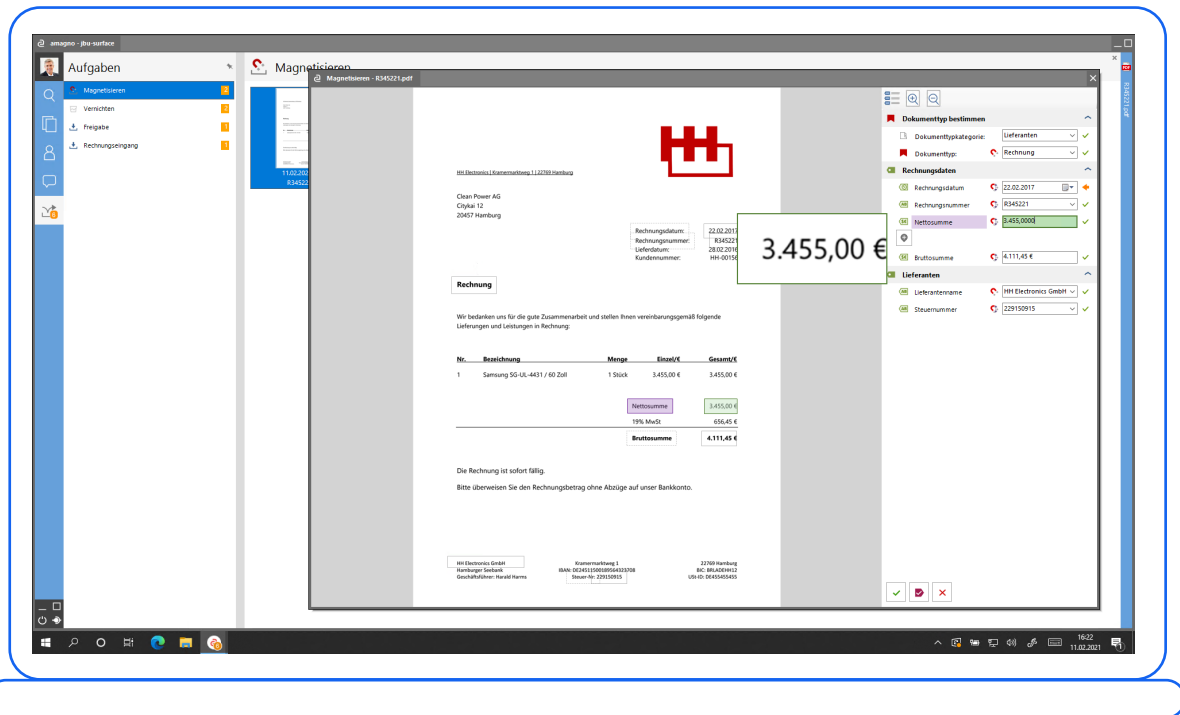 amagno - jbu-surface
Aufgaben
Magnetisieren 2
Vernichten
Freigabe 1
Rechnungseingang 1
Magnetisieren
11.02.202
R34522
Magnetisieren - R345221.pdf
HH
HH Electronics | Kramermarktweg 1 | 22769 Hamburg
Clean Power AG
Citykai 12
20457 Hamburg
Rechnungsdatum: 22.02.2017
Rechnungsnummer: R345221
Lieferdatum: 28.02.2016
Kundennummer: HH-00156
3.455,00 €
Rechnung
Wir bedanken uns für die gute Zusammenarbeit und stellen Ihnen vereinbarungsgemäß folgende
Lieferungen und Leistungen in Rechnung:
Nr. Bezeichnung Menge Einzel/€ Gesamt/€
1 Samsung SG-UL-4431 / 60 Zoll 1 Stück 3.455,00 € 3.455,00 €
Nettosumme 3.455,00 €
19% MwSt 656,45 €
Bruttosumme 4.111,45 €
Die Rechnung ist sofort fällig.
Bitte überweisen Sie den Rechnungsbetrag ohne Abzüge auf unser Bankkonto.
HH Electronics GmbH Kramermarktweg 1 22769 Hamburg
Hamburger Seebank IBAN: DE24511500189564323708 BIC: BRLADEHH12
Geschäftsführer: Harald Harms Steuer-Nr: 229150915 USt-ID: DE455455455
Dokumenttyp bestimmen
Dokumenttypkategorie: Lieferanten
Dokumenttyp: Rechnung
Rechnungsdaten
Rechnungsdatum 22.02.2017
Rechnungsnummer R345221
Nettosumme 3.455,0000
Bruttosumme 4.111,45 €
Lieferanten
Lieferantenname HH Electronics GmbH
Steuernummer 229150915
PDF
R345221.pdf
16:22
11.02.2021